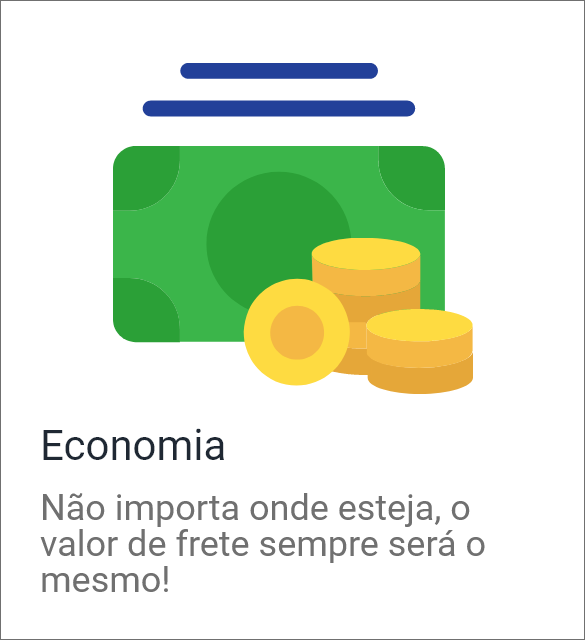 Economia
Não importa onde esteja, o
valor de frete sempre será o
mesmo!